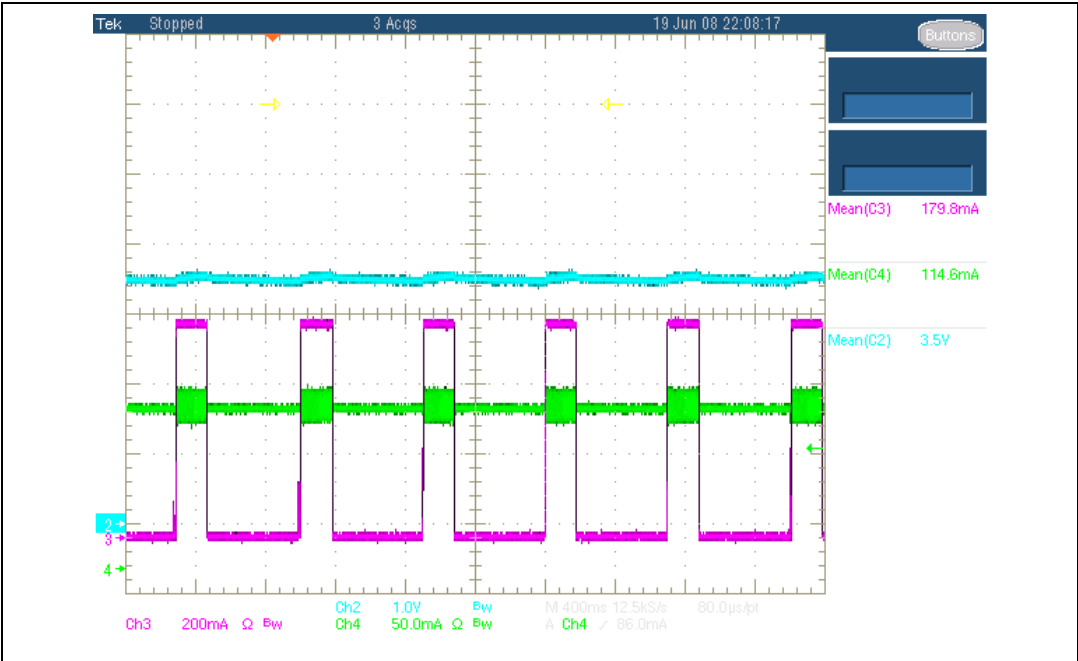 Tek Stopped 3 Acqs 19 Jun 08 22:08:17
Buttons
Mean(C3) 179.8mA
Mean(C4) 114.6mA
Mean(C2) 3.5V
2
3
4
Ch2 1.0V Bw M 400ms 12.5kS/s 80.0µs/pt
Ch3 200mA Ω Bw Ch4 50.0mA Ω Bw A Ch4 / 86.0mA